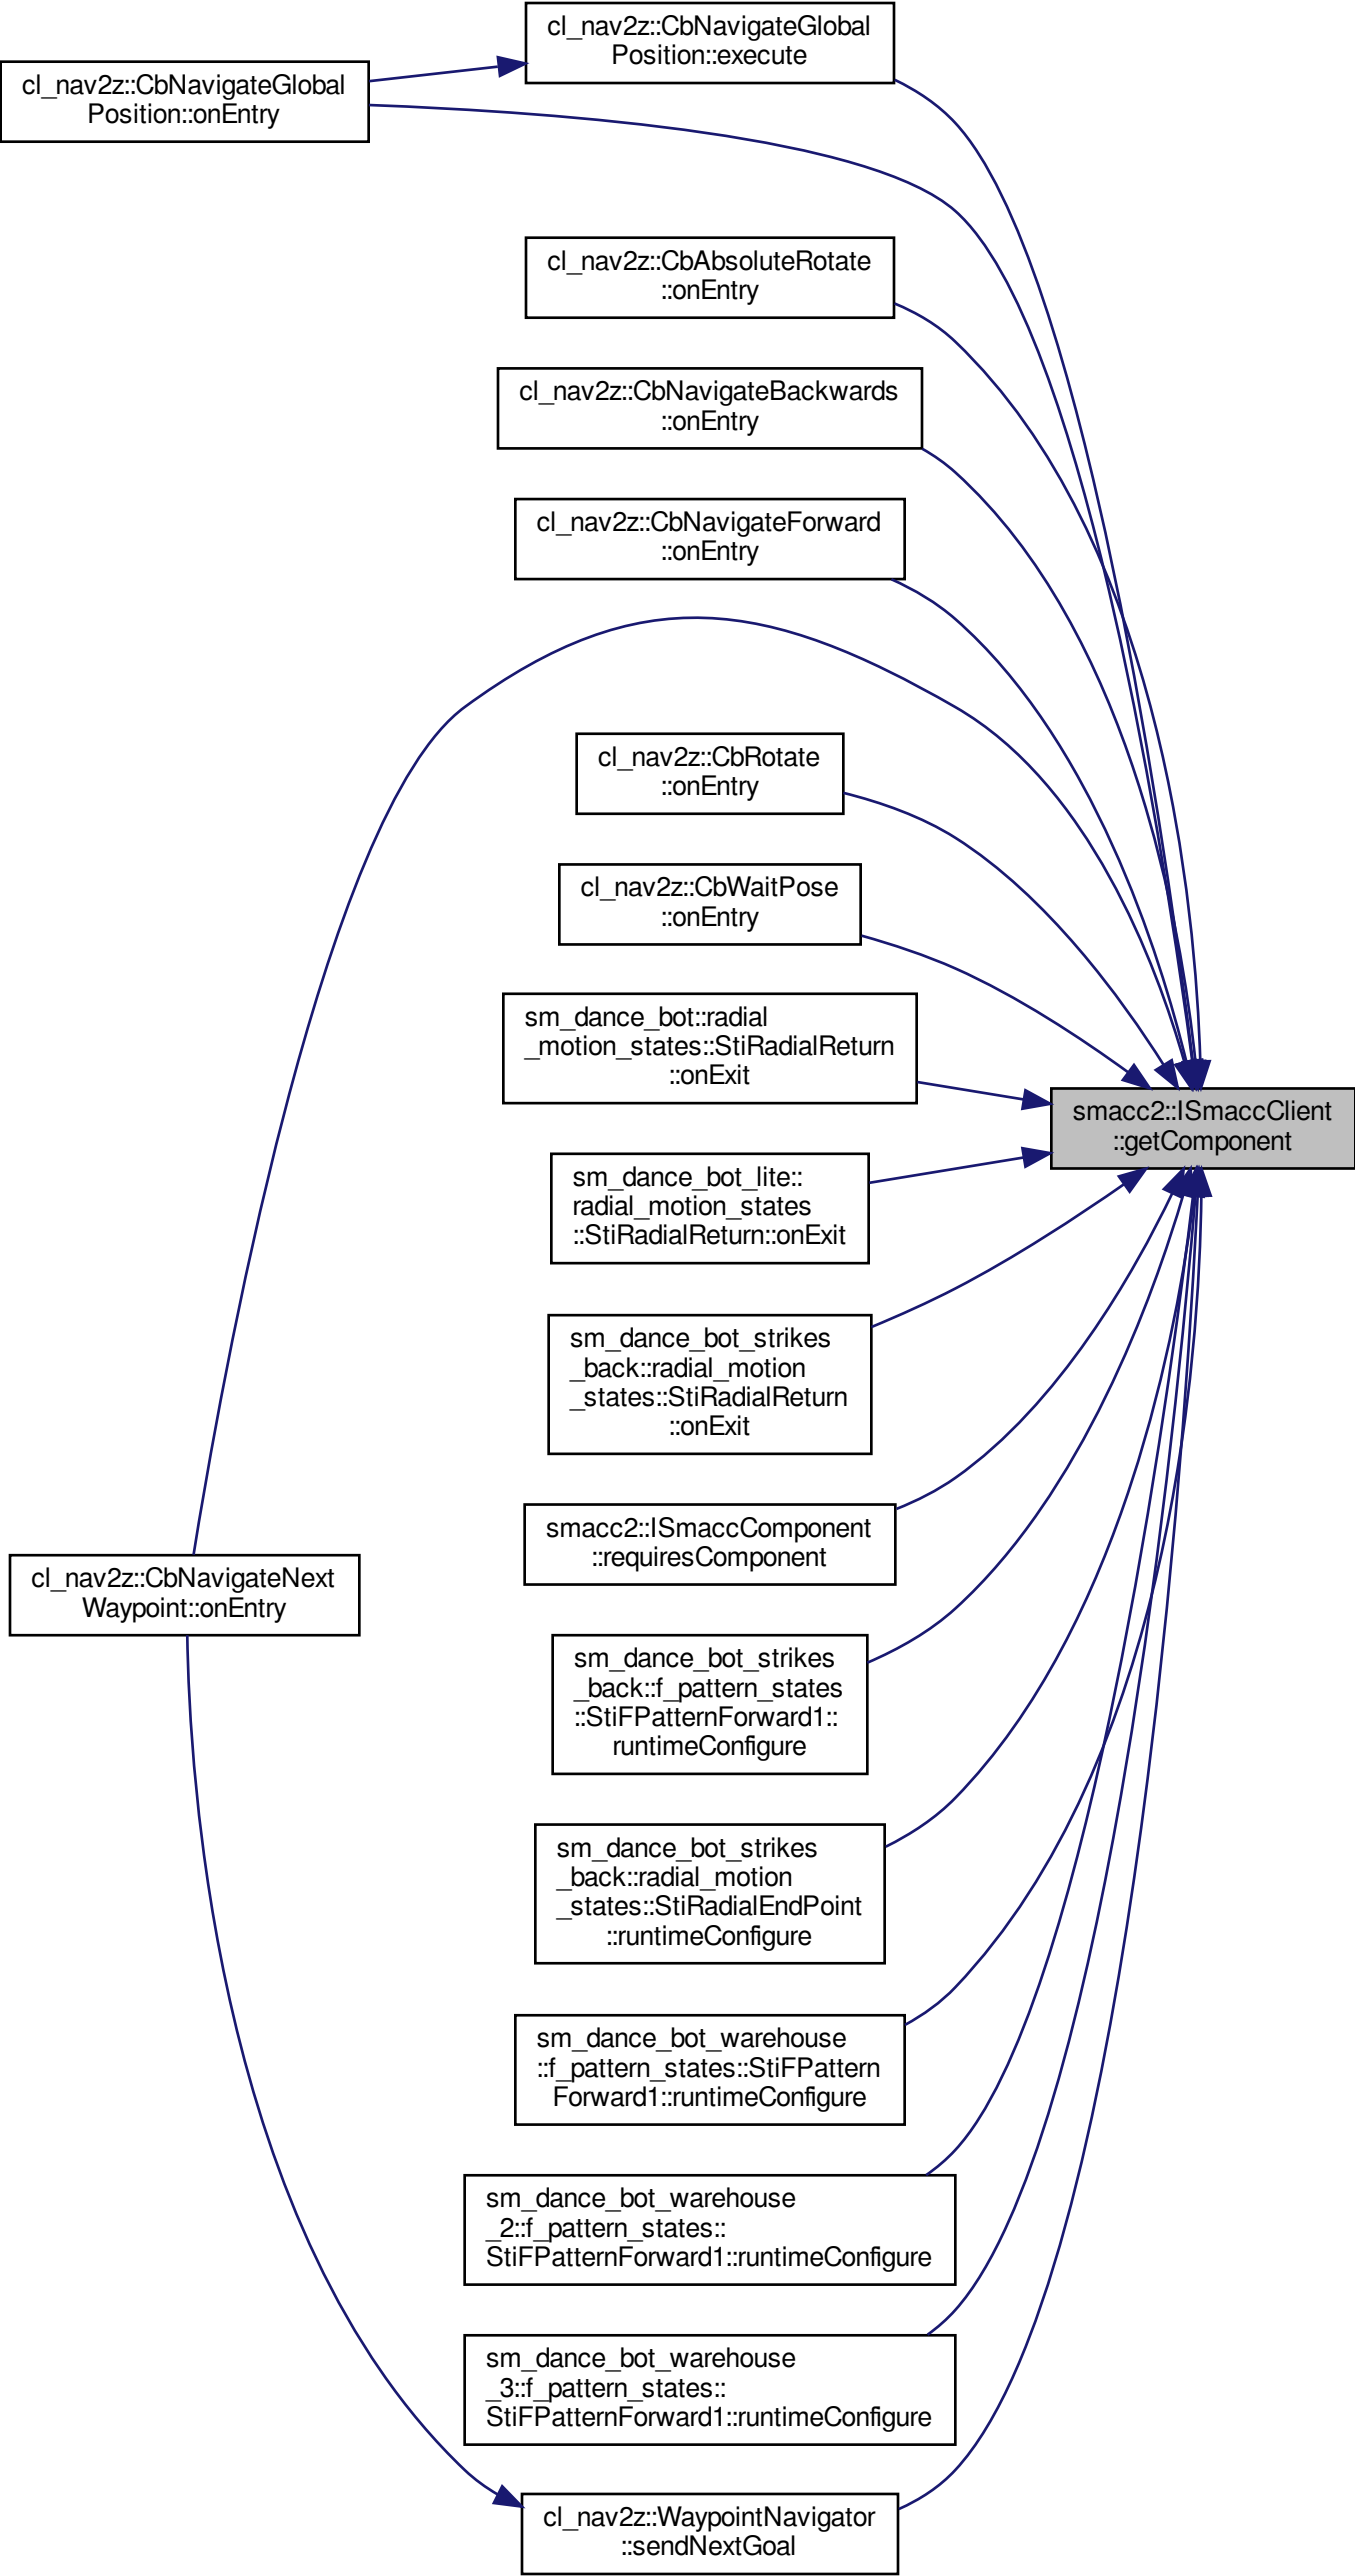 cl_nav2z::CbNavigateGlobal
Position::execute
cl_nav2z::CbNavigateGlobal
Position::onEntry
cl_nav2z::CbAbsoluteRotate
::onEntry
cl_nav2z::CbNavigateBackwards
::onEntry
cl_nav2z::CbNavigateForward
::onEntry
cl_nav2z::CbRotate
::onEntry
cl_nav2z::CbWaitPose
::onEntry
sm_dance_bot::radial
_motion_states::StiRadialReturn
::onExit
smacc2::ISmaccClient
::getComponent
sm_dance_bot_lite::
radial_motion_states
::StiRadialReturn::onExit
sm_dance_bot_strikes
_back::radial_motion
_states::StiRadialReturn
::onExit
smacc2::ISmaccComponent
::requiresComponent
cl_nav2z::CbNavigateNext
Waypoint::onEntry
sm_dance_bot_strikes
_back::f_pattern_states
::StiFPatternForward1::
runtimeConfigure
sm_dance_bot_strikes
_back::radial_motion
_states::StiRadialEndPoint
::runtimeConfigure
sm_dance_bot_warehouse
::f_pattern_states::StiFPattern
Forward1::runtimeConfigure
sm_dance_bot_warehouse
_2::f_pattern_states::
StiFPatternForward1::runtimeConfigure
sm_dance_bot_warehouse
_3::f_pattern_states::
StiFPatternForward1::runtimeConfigure
cl_nav2z::WaypointNavigator
::sendNextGoal